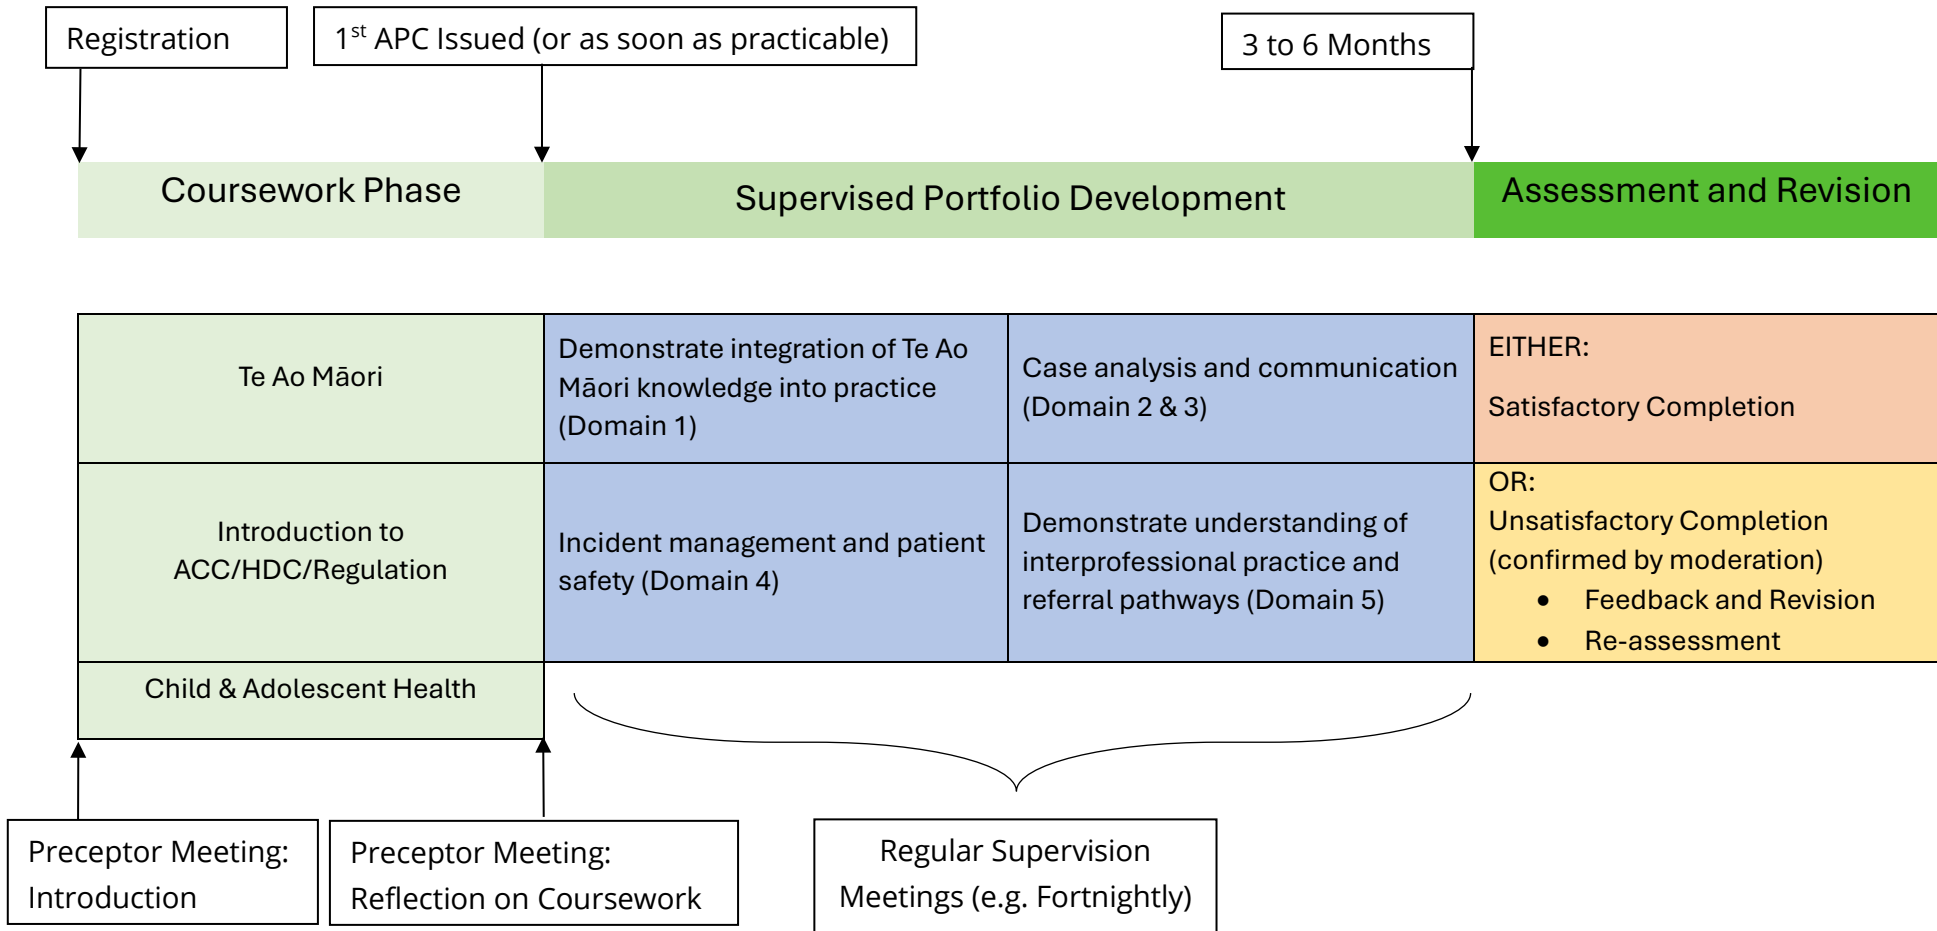 Registration
1st APC Issued (or as soon as practicable)
3 to 6 Months
Coursework Phase
Supervised Portfolio Development
Assessment and Revision
Te Ao Māori
Demonstrate integration of Te Ao
Māori knowledge into practice
(Domain 1)
Case analysis and communication
(Domain 2 & 3)
EITHER:
Satisfactory Completion
Introduction to
ACC/HDC/Regulation
Incident management and patient
safety (Domain 4)
Demonstrate understanding of
interprofessional practice and
referral pathways (Domain 5)
OR:
Unsatisfactory Completion
(confirmed by moderation)
• Feedback and Revision
• Re-assessment
Child & Adolescent Health
Preceptor Meeting:
Introduction
Preceptor Meeting:
Reflection on Coursework
Regular Supervision
Meetings (e.g. Fortnightly)